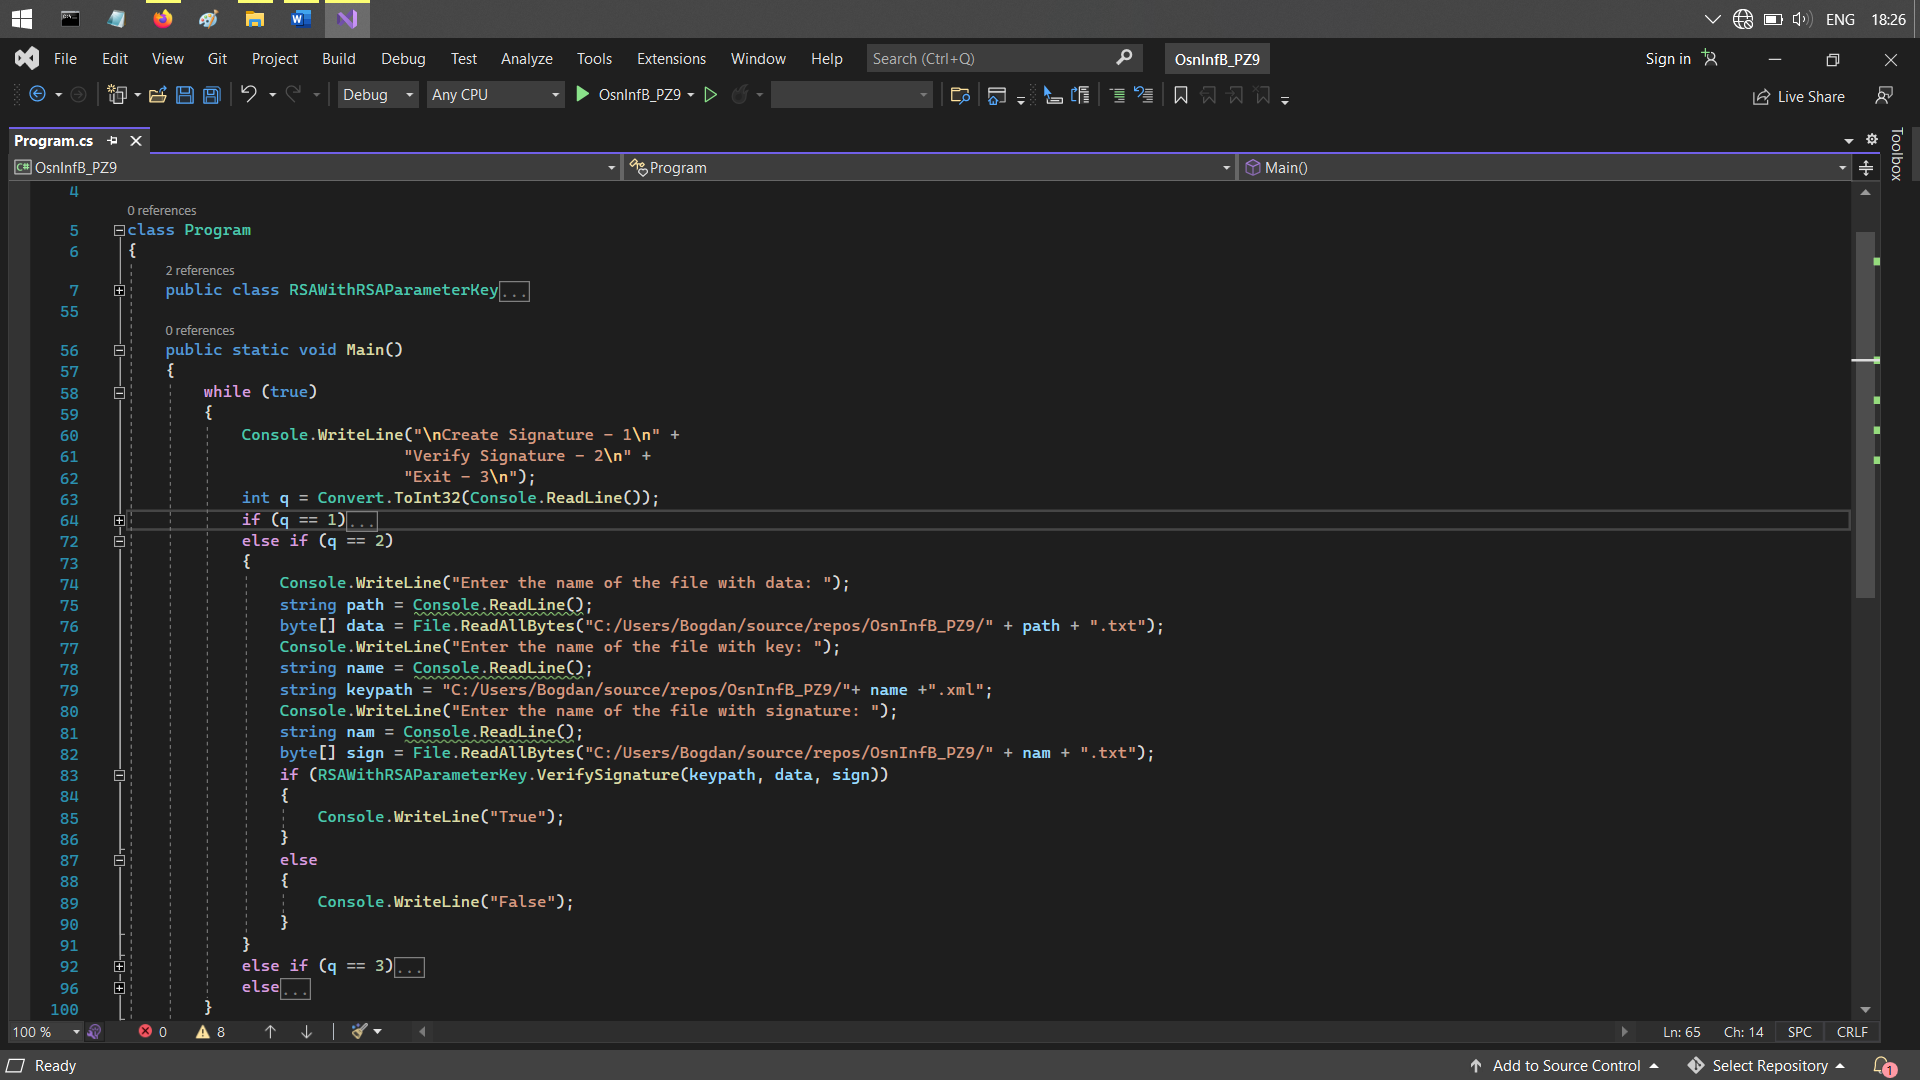 ENG 18:26
File Edit View Git Project Build Debug Test Analyze Tools Extensions Window Help Search (Ctrl+Q) OsnInfB_PZ9 Sign in
Debug Any CPU OsnInfB_PZ9 Live Share
Program.cs
Toolbox
OsnInfB_PZ9 Program Main()
4
0 references
5 class Program
6 {
2 references
7 public class RSAWithRSAParameterKey...
55
0 references
56 public static void Main()
57 {
58 while (true)
59 {
60 Console.WriteLine("\nCreate Signature - 1\n" +
61 "Verify Signature - 2\n" +
62 "Exit - 3\n");
63 int q = Convert.ToInt32(Console.ReadLine());
64 if (q == 1)...
72 else if (q == 2)
73 {
74 Console.WriteLine("Enter the name of the file with data: ");
75 string path = Console.ReadLine();
76 byte[] data = File.ReadAllBytes("C:/Users/Bogdan/source/repos/OsnInfB_PZ9/" + path + ".txt");
77 Console.WriteLine("Enter the name of the file with key: ");
78 string name = Console.ReadLine();
79 string keypath = "C:/Users/Bogdan/source/repos/OsnInfB_PZ9/"+ name +".xml";
80 Console.WriteLine("Enter the name of the file with signature: ");
81 string nam = Console.ReadLine();
82 byte[] sign = File.ReadAllBytes("C:/Users/Bogdan/source/repos/OsnInfB_PZ9/" + nam + ".txt");
83 if (RSAWithRSAParameterKey.VerifySignature(keypath, data, sign))
84 {
85 Console.WriteLine("True");
86 }
87 else
88 {
89 Console.WriteLine("False");
90 }
91 }
92 else if (q == 3)...
96 else...
100 }
100 % 0 8 Ln: 65 Ch: 14 SPC CRLF
Ready Add to Source Control Select Repository 1